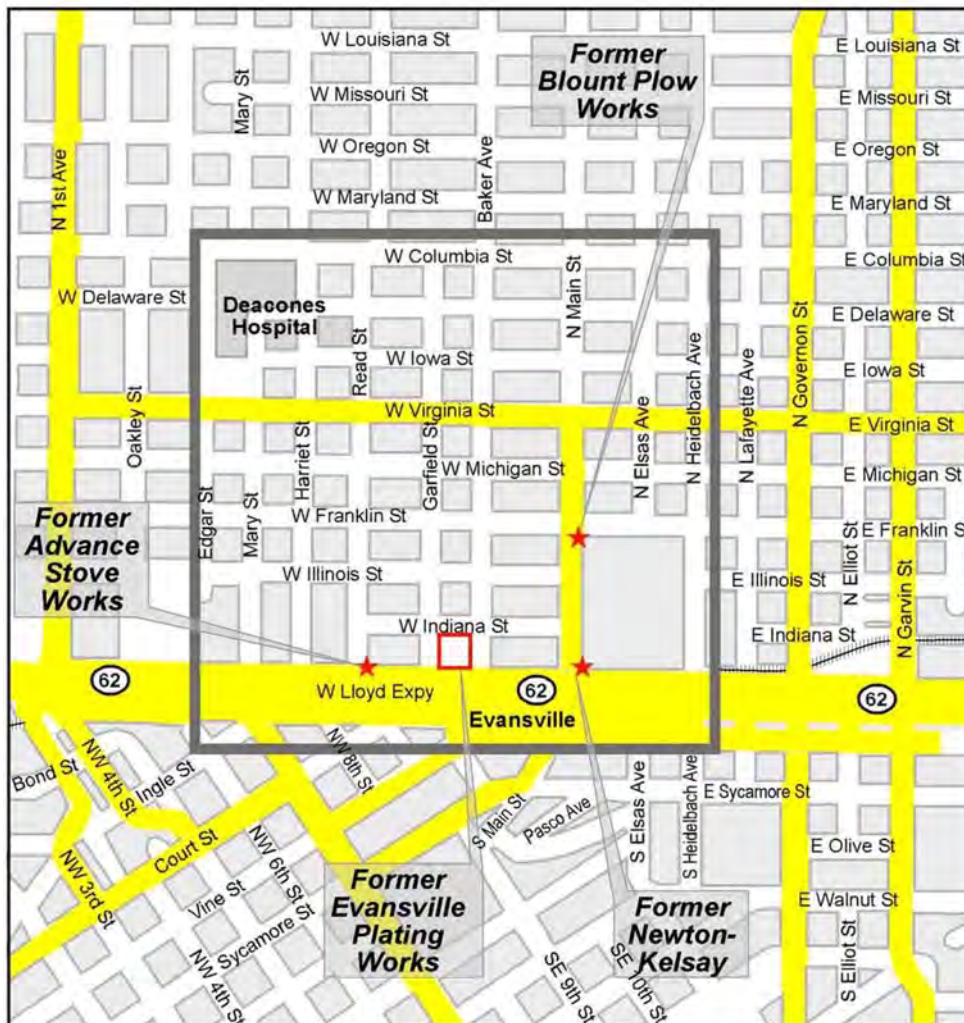 W Louisiana St
Former
Blount Plow
Works
E Louisiana St
Mary St
W Missouri St
E Missouri St
N 1st Ave
W Oregon St
Baker Ave
E Oregon St
W Maryland St
E Maryland St
W Columbia St
E Columbia St
W Delaware St
Deacones
Hospital
N Main St
N Governor St
E Delaware St
Read St
W Iowa St
N Heidelbach Ave
N Lafayette Ave
E Iowa St
Oakley St
W Virginia St
E Virginia St
Harriet St
Garfield St
W Michigan St
N Elsas Ave
E Michigan St
Former
Advance
Stove
Works
Edgar St
Mary St
W Franklin St
N Elliot St
E Franklin S
W Illinois St
E Illinois St
N Garvin St
W Indiana St
E Indiana St
62
W Lloyd Expy
62
Evansville
62
Bond St
NW 4th St
Ingle St
NW 8th St
S Main St
Pasco Ave
S Elsas Ave
S Heidelbach Ave
E Sycamore St
Court St
NW 6th St
E Olive St
NW 3rd St
Vine St
Former
Evansville
Plating
Works
Former
Newton-
Kelsay
E Walnut St
Sycamore St
NW 4th St
SE 9th St
SE 10th St
S Elliot St